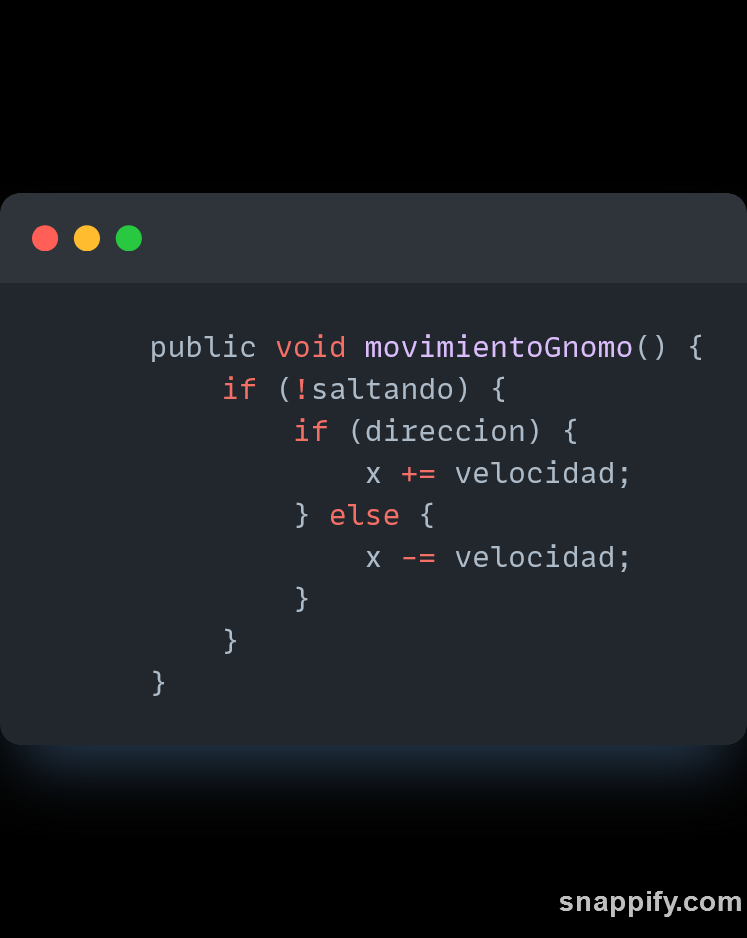 public void movimientoGnomo() {
    if (!saltando) {
        if (direccion) {
            x += velocidad;
        } else {
            x -= velocidad;
        }
    }
}
snappify.com